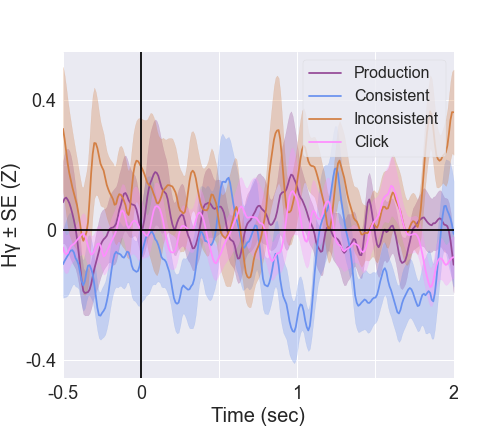 Production
Consistent
Inconsistent
Click
Hγ ± SE (Z)
0.4
0
-0.4
-0.5
0
1
2
Time (sec)